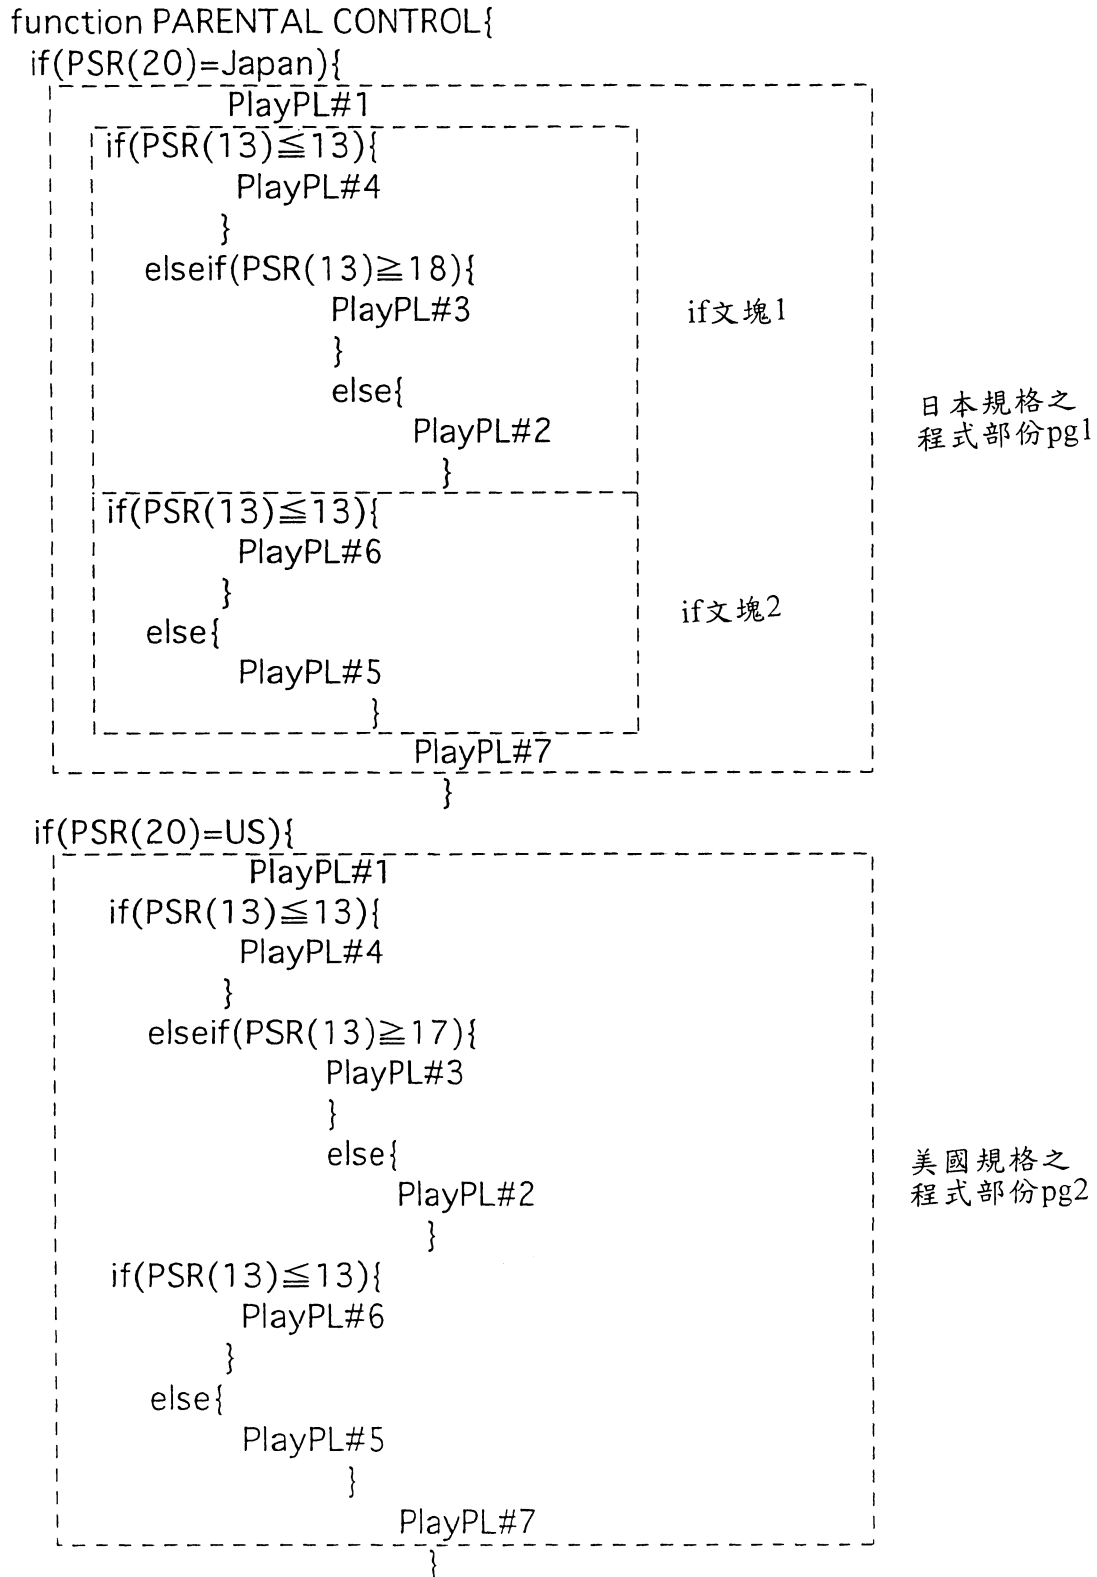 function PARENTAL CONTROL{
if(PSR(20)=Japan){
PlayPL#1
if(PSR(13)≦13){
PlayPL#4
}
elseif(PSR(13)≧18){
PlayPL#3
}
else{
PlayPL#2
}
if文塊1
if(PSR(13)≦13){
PlayPL#6
}
else{
PlayPL#5
}
if文塊2
PlayPL#7
}
日本規格之
程式部份pg1
if(PSR(20)=US){
PlayPL#1
if(PSR(13)≦13){
PlayPL#4
}
elseif(PSR(13)≧17){
PlayPL#3
}
else{
PlayPL#2
}
if(PSR(13)≦13){
PlayPL#6
}
else{
PlayPL#5
}
PlayPL#7
}
美國規格之
程式部份pg2